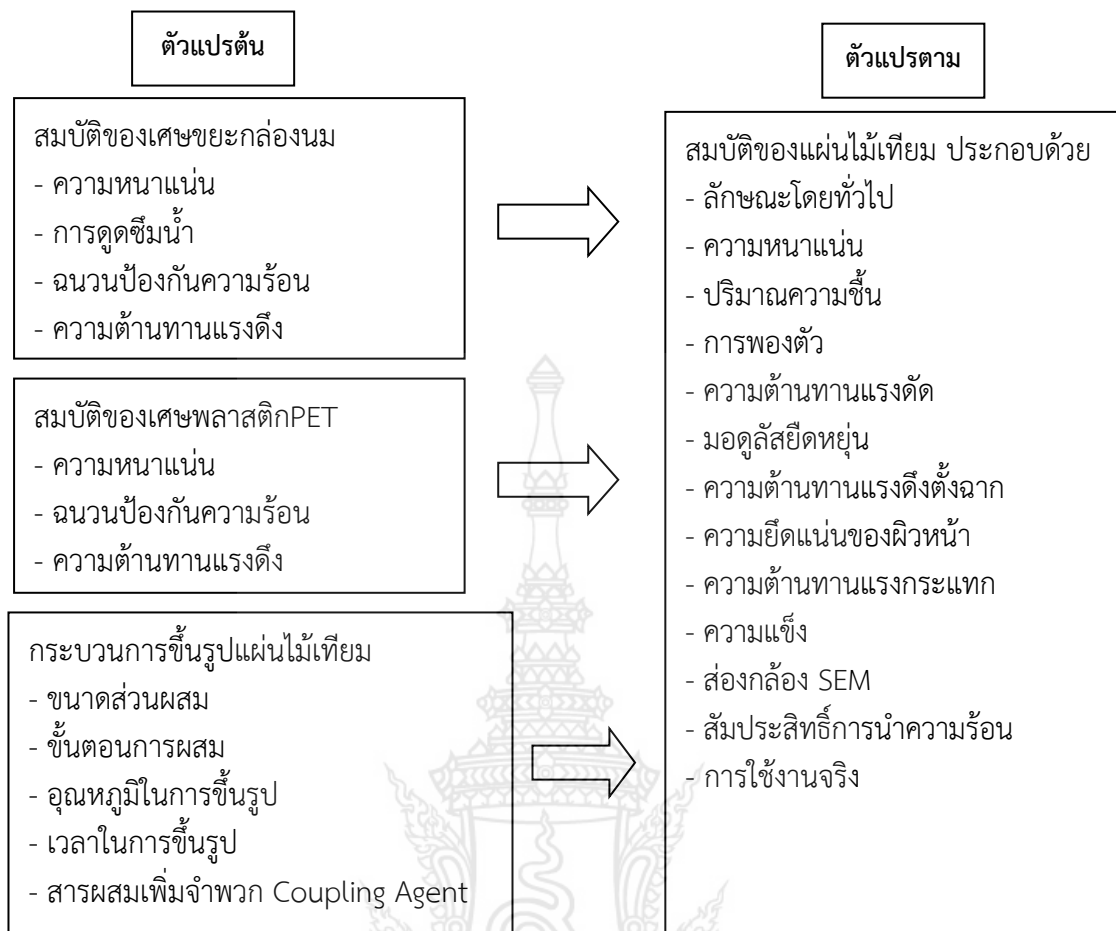 ตัวแปรต้น
สมบัติของเศษขยะกล่องนม
- ความหนาแน่น
- การดูดซึมน้ำ
- ฉนวนป้องกันความร้อน
- ความต้านทานแรงดึง
สมบัติของเศษพลาสติกPET
- ความหนาแน่น
- ฉนวนป้องกันความร้อน
- ความต้านทานแรงดึง
กระบวนการขึ้นรูปแผ่นไม้เทียม
- ขนาดส่วนผสม
- ขั้นตอนการผสม
- อุณหภูมิในการขึ้นรูป
- เวลาในการขึ้นรูป
- สารผสมเพิ่มจำพวก Coupling Agent
ตัวแปรตาม
สมบัติของแผ่นไม้เทียม ประกอบด้วย
- ลักษณะโดยทั่วไป
- ความหนาแน่น
- ปริมาณความชื้น
- การพองตัว
- ความต้านทานแรงดัด
- มอดูลัสยืดหยุ่น
- ความต้านทานแรงดึงตั้งฉาก
- ความยึดแน่นของผิวหน้า
- ความต้านทานแรงกระแทก
- ความแข็ง
- ส่องกล้อง SEM
- สัมประสิทธิ์การนำความร้อน
- การใช้งานจริง